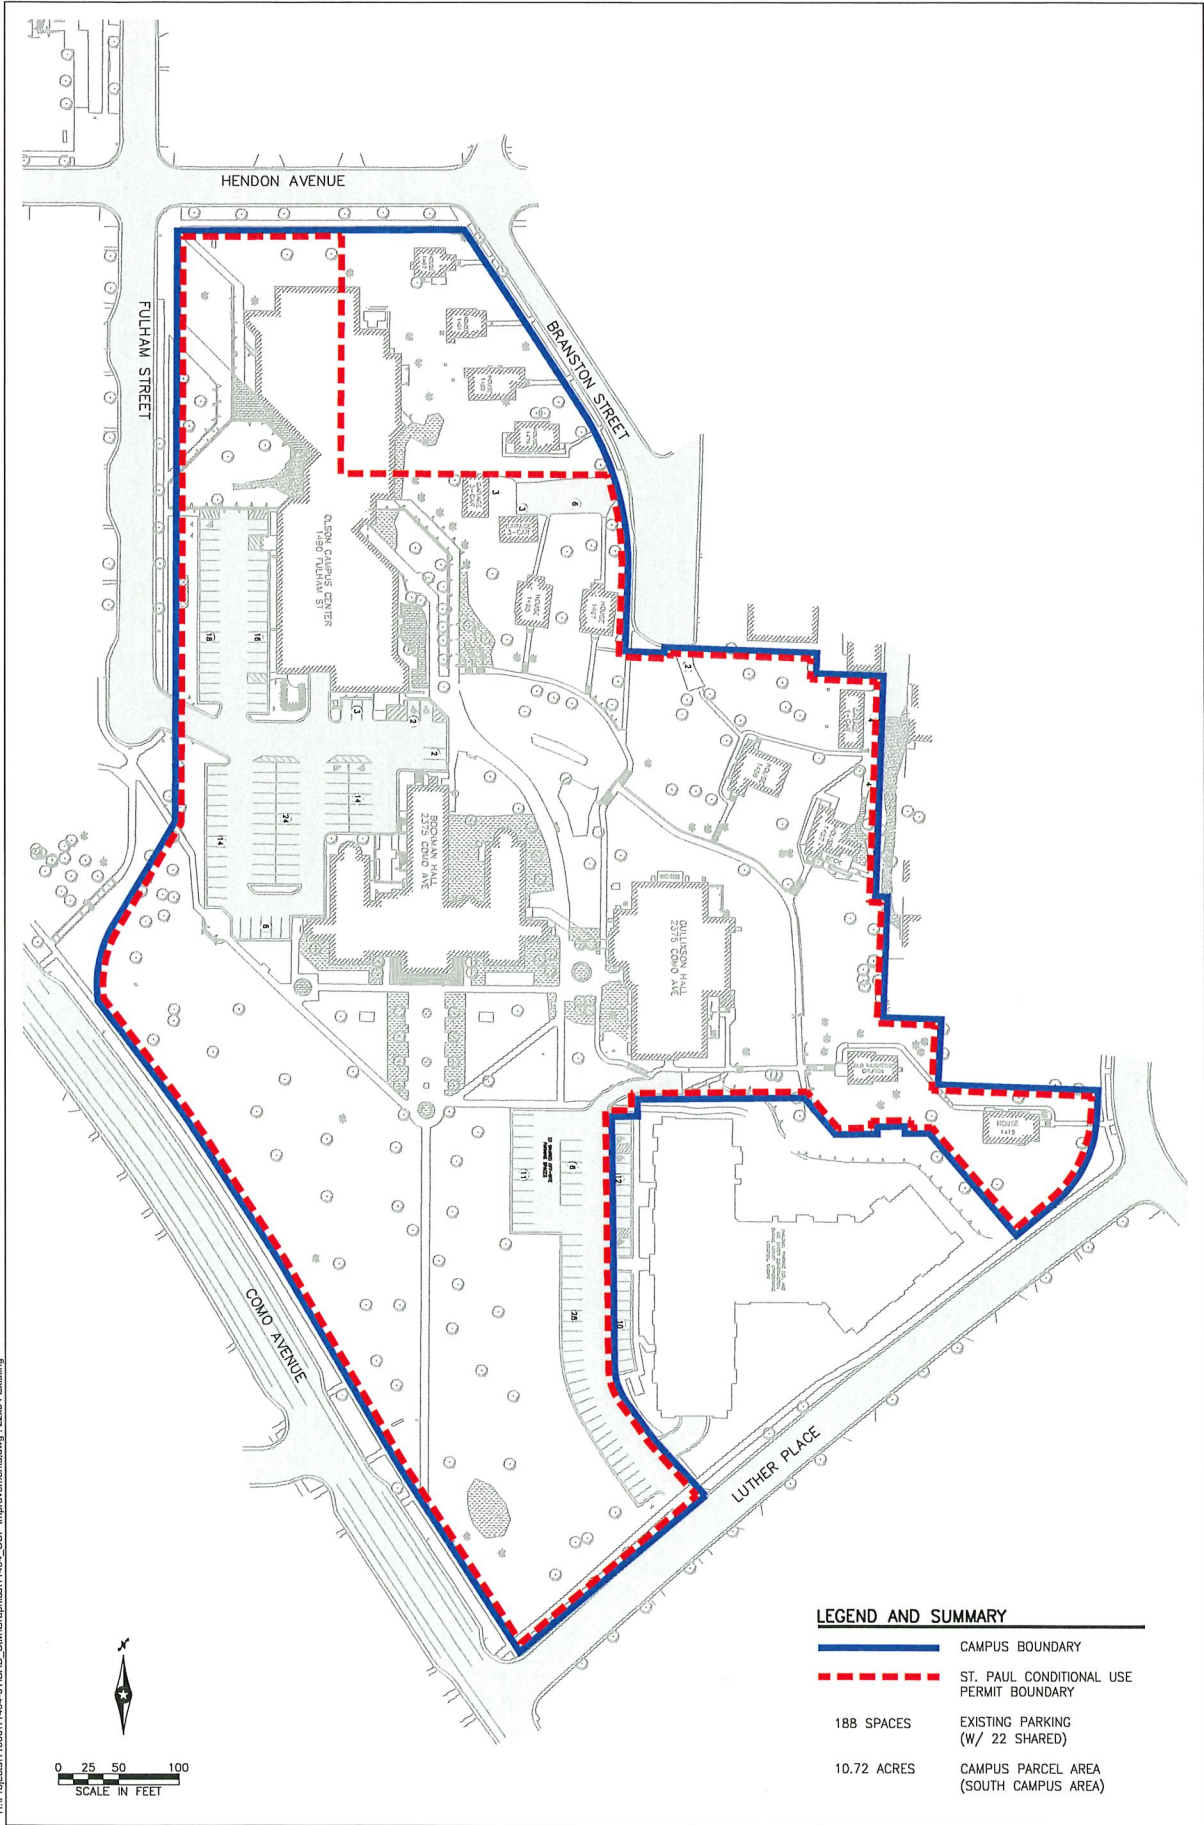 HENDON AVENUE
FULHAM STREET
BRANSTON STREET
HOUSE
3
3
6
OLSON CAMPUS CENTER
1490 FULHAM ST
HOUSE
HOUSE
18
16
2
3
2
2
HOUSE
24
14
14
6
BOCKMAN HALL
2375 COMO AVE
GULLIXSON HALL
2375 COMO AVE
HOUSE
1419
11
6
12
10
28
COMO AVENUE
LUTHER PLACE
LEGEND AND SUMMARY
CAMPUS BOUNDARY
ST. PAUL CONDITIONAL USE
PERMIT BOUNDARY
188 SPACES
EXISTING PARKING
(W/ 22 SHARED)
10.72 ACRES
CAMPUS PARCEL AREA
(SOUTH CAMPUS AREA)
N
0 25 50 100
SCALE IN FEET